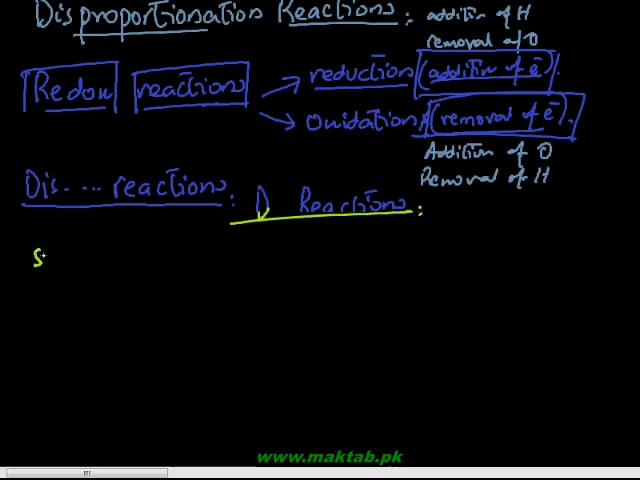 Disproportionation Reactions: addition of H
removal of O
Redox reactions → reduction (addition of e⁻).
→ Oxidation (removal of e⁻).
Addition of O
Removal of H
Dis- ... reactions: D Reactions:
S
www.maktab.pk